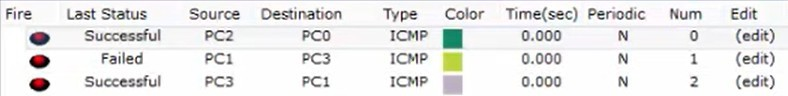 Fire Last Status Source Destination Type Color Time(sec) Periodic Num Edit
Successful PC2 PC0 ICMP 0.000 N 0 (edit)
Failed PC1 PC3 ICMP 0.000 N 1 (edit)
Successful PC3 PC1 ICMP 0.000 N 2 (edit)